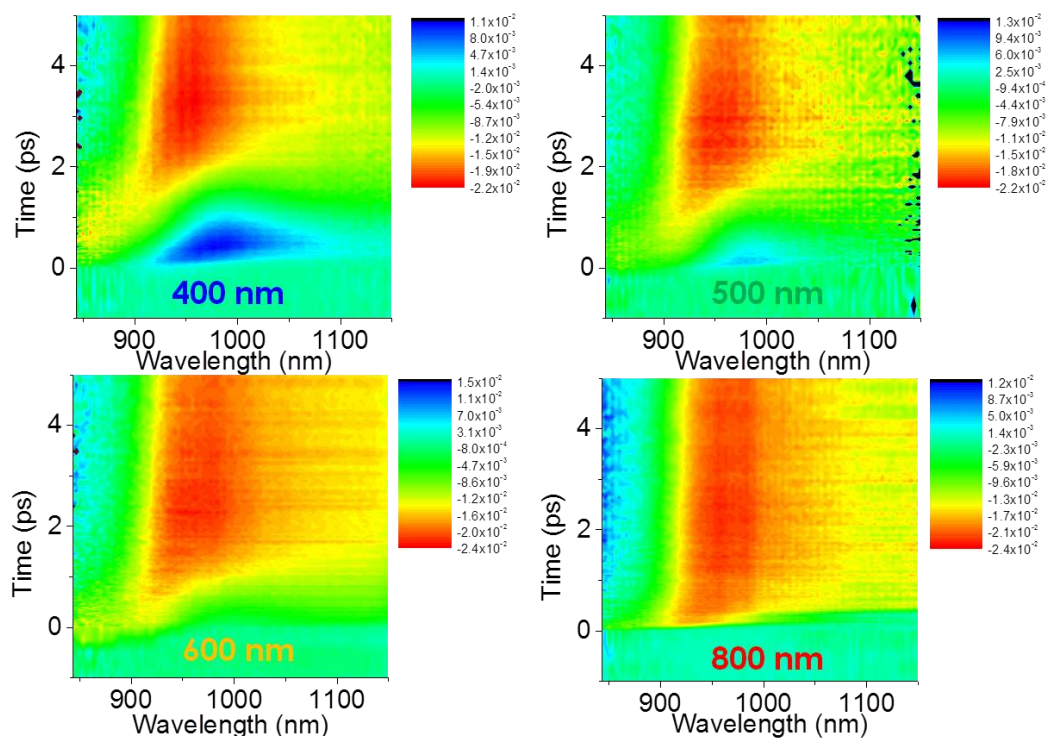 1.1x10⁻²
8.0x10⁻³
4.7x10⁻³
1.4x10⁻³
-2.0x10⁻³
-5.4x10⁻³
-8.7x10⁻³
-1.2x10⁻²
-1.5x10⁻²
-1.9x10⁻²
-2.2x10⁻²
Time (ps)
4
2
0
400 nm
900 1000 1100
Wavelength (nm)
1.3x10⁻²
9.4x10⁻³
6.0x10⁻³
2.5x10⁻³
-9.4x10⁻⁴
-4.4x10⁻³
-7.9x10⁻³
-1.1x10⁻²
-1.5x10⁻²
-1.8x10⁻²
-2.2x10⁻²
Time (ps)
4
2
0
500 nm
900 1000 1100
Wavelength (nm)
1.5x10⁻²
1.1x10⁻²
7.0x10⁻³
3.1x10⁻³
-8.0x10⁻⁴
-4.7x10⁻³
-8.6x10⁻³
-1.2x10⁻²
-1.6x10⁻²
-2.0x10⁻²
-2.4x10⁻²
Time (ps)
4
2
0
600 nm
900 1000 1100
Wavelength (nm)
1.2x10⁻²
8.7x10⁻³
5.0x10⁻³
1.4x10⁻³
-2.3x10⁻³
-5.9x10⁻³
-9.6x10⁻³
-1.3x10⁻²
-1.7x10⁻²
-2.1x10⁻²
-2.4x10⁻²
Time (ps)
4
2
0
800 nm
900 1000 1100
Wavelength (nm)